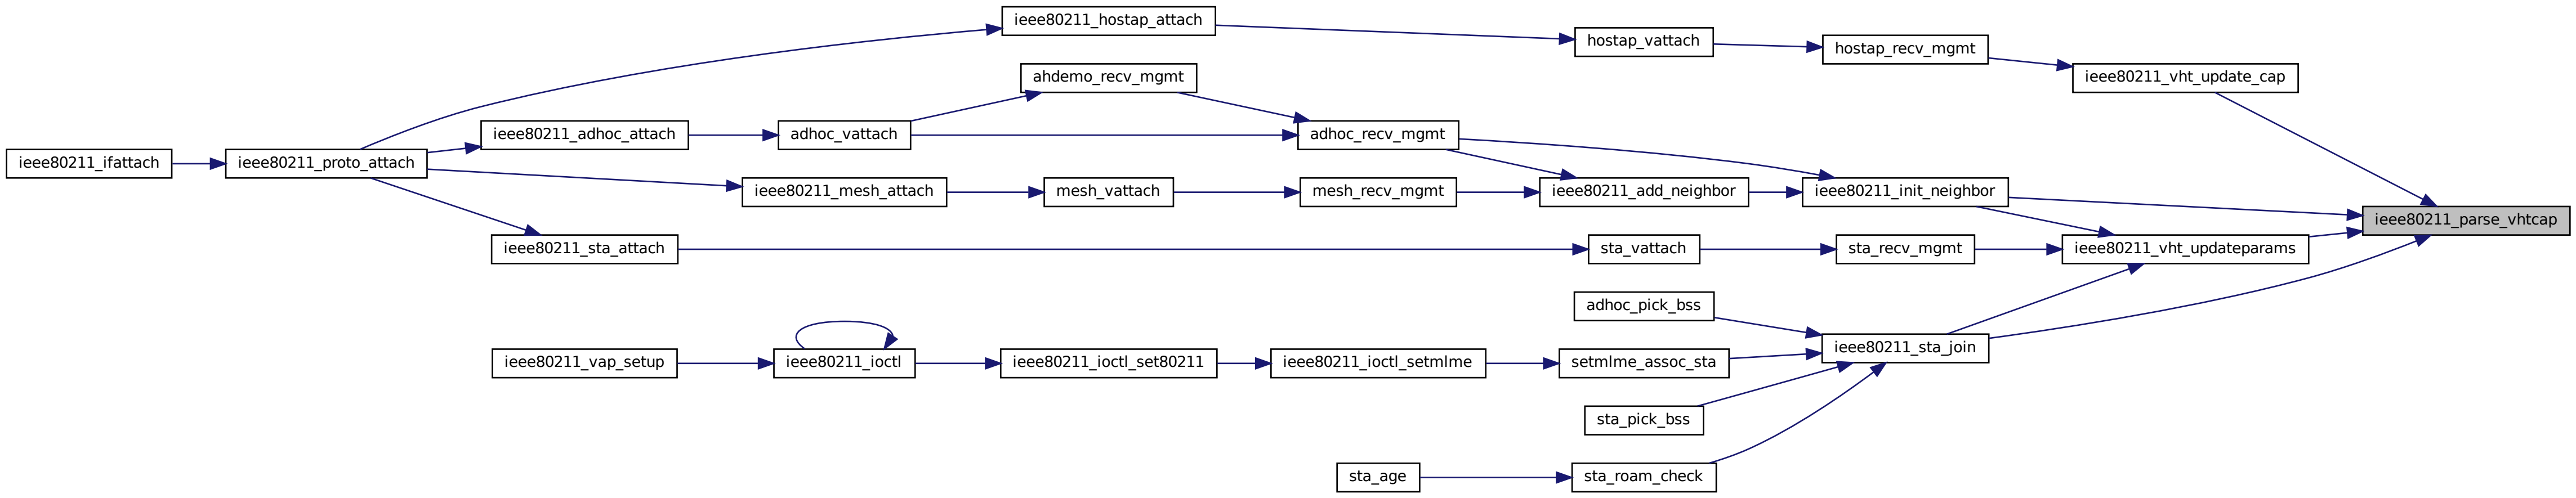 ieee80211_hostap_attach
hostap_vattach
hostap_recv_mgmt
ieee80211_vht_update_cap
ahdemo_recv_mgmt
ieee80211_adhoc_attach
adhoc_vattach
adhoc_recv_mgmt
ieee80211_ifattach
ieee80211_proto_attach
ieee80211_mesh_attach
mesh_vattach
mesh_recv_mgmt
ieee80211_add_neighbor
ieee80211_init_neighbor
ieee80211_parse_vhtcap
ieee80211_sta_attach
sta_vattach
sta_recv_mgmt
ieee80211_vht_updateparams
adhoc_pick_bss
ieee80211_sta_join
ieee80211_vap_setup
ieee80211_ioctl
ieee80211_ioctl_set80211
ieee80211_ioctl_setmlme
setmlme_assoc_sta
sta_pick_bss
sta_age
sta_roam_check